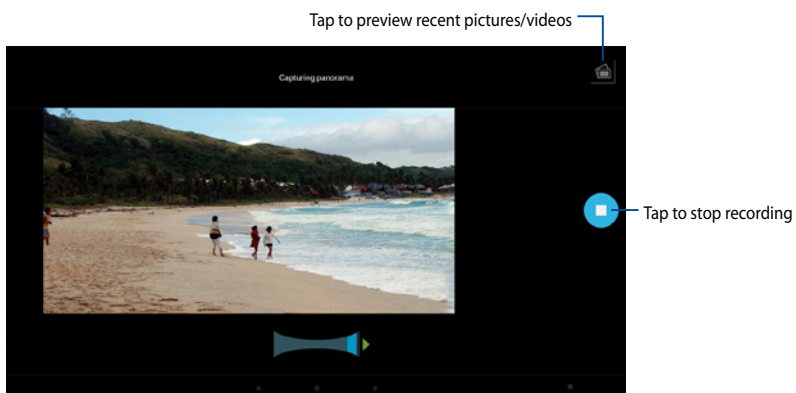 Tap to preview recent pictures/videos
Capturing panorama
Tap to stop recording